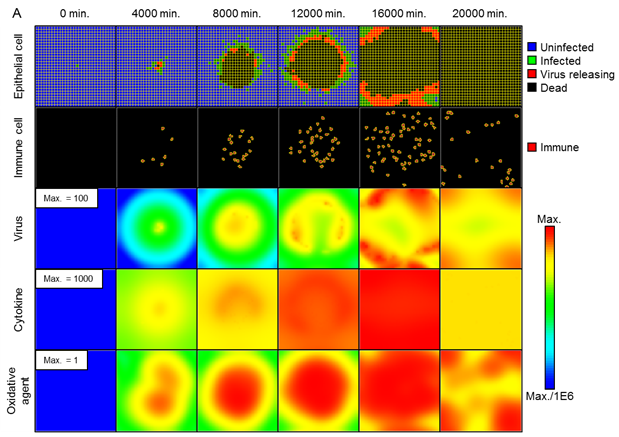 A
0 min. 4000 min. 8000 min. 12000 min. 16000 min. 20000 min.
Epithelial cell
Uninfected
Infected
Virus releasing
Dead
Immune cell
Immune
Virus
Max. = 100
Max.
Cytokine
Max. = 1000
Oxidative
agent
Max. = 1
Max./1E6